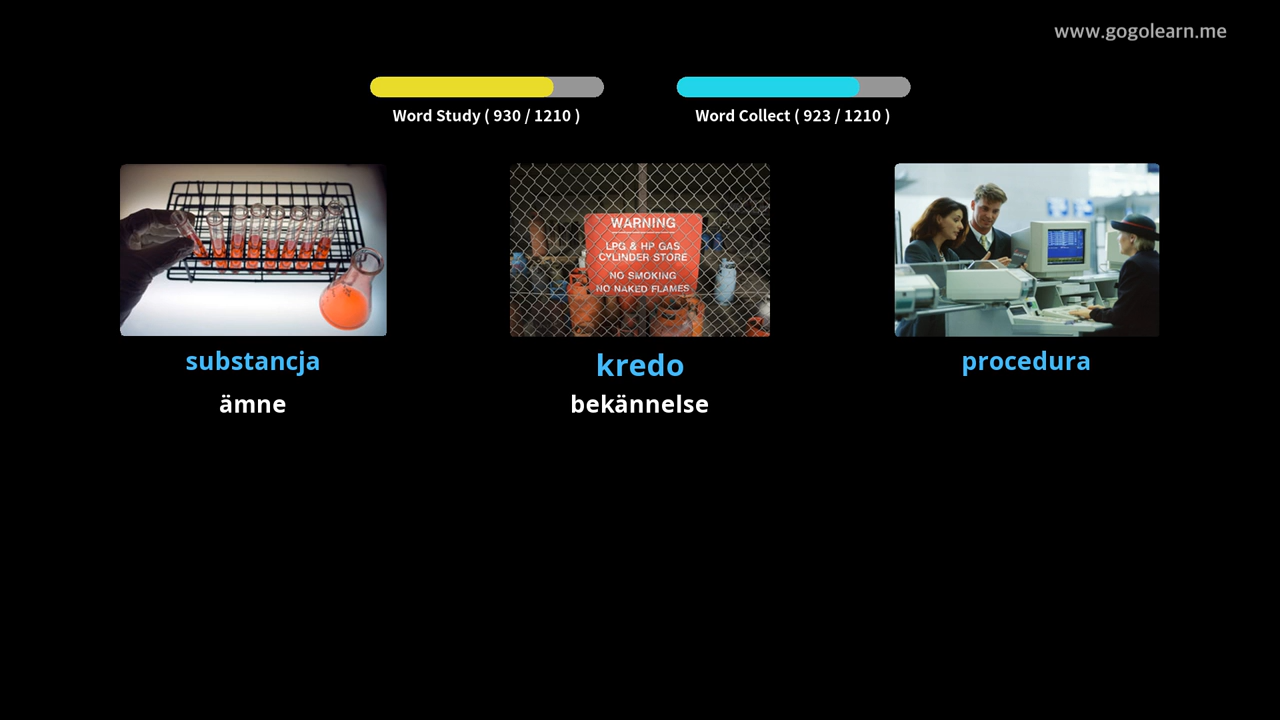 www.gogolearn.me
Word Study ( 930 / 1210 )
Word Collect ( 923 / 1210 )
WARNING
LPG & HP GAS
CYLINDER STORE
NO SMOKING
NO NAKED FLAMES
substancja
kredo
procedura
ämne
bekännelse